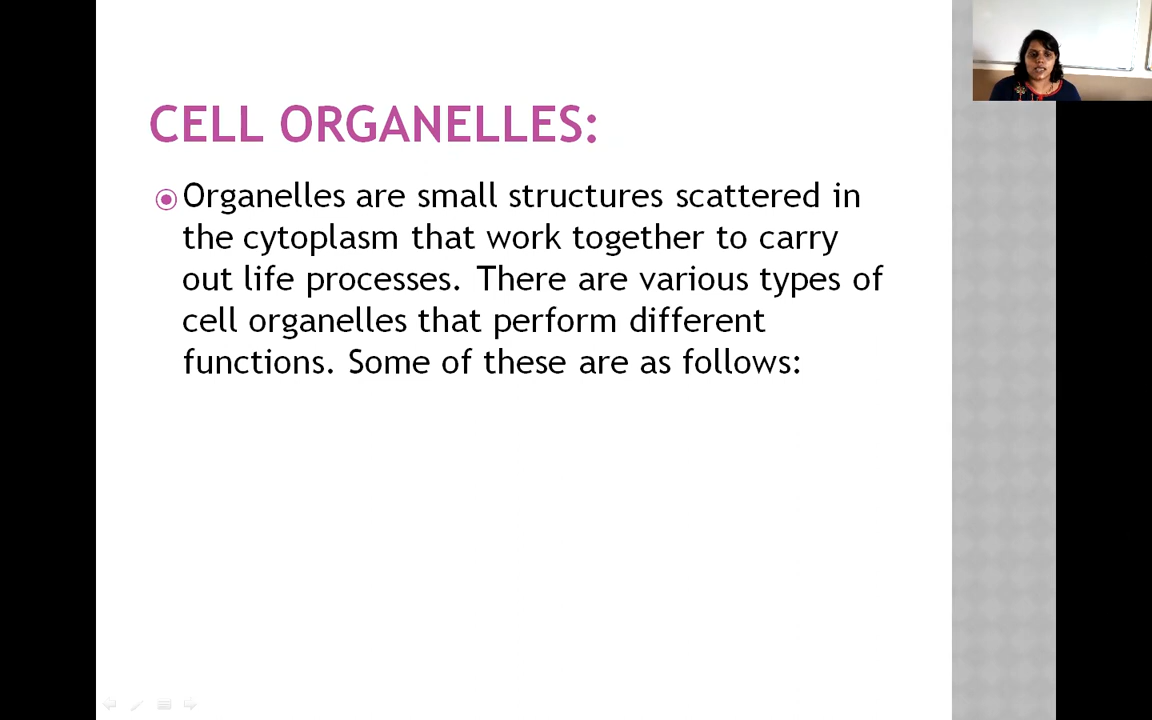 CELL ORGANELLES:
Organelles are small structures scattered in
the cytoplasm that work together to carry
out life processes. There are various types of
cell organelles that perform different
functions. Some of these are as follows: